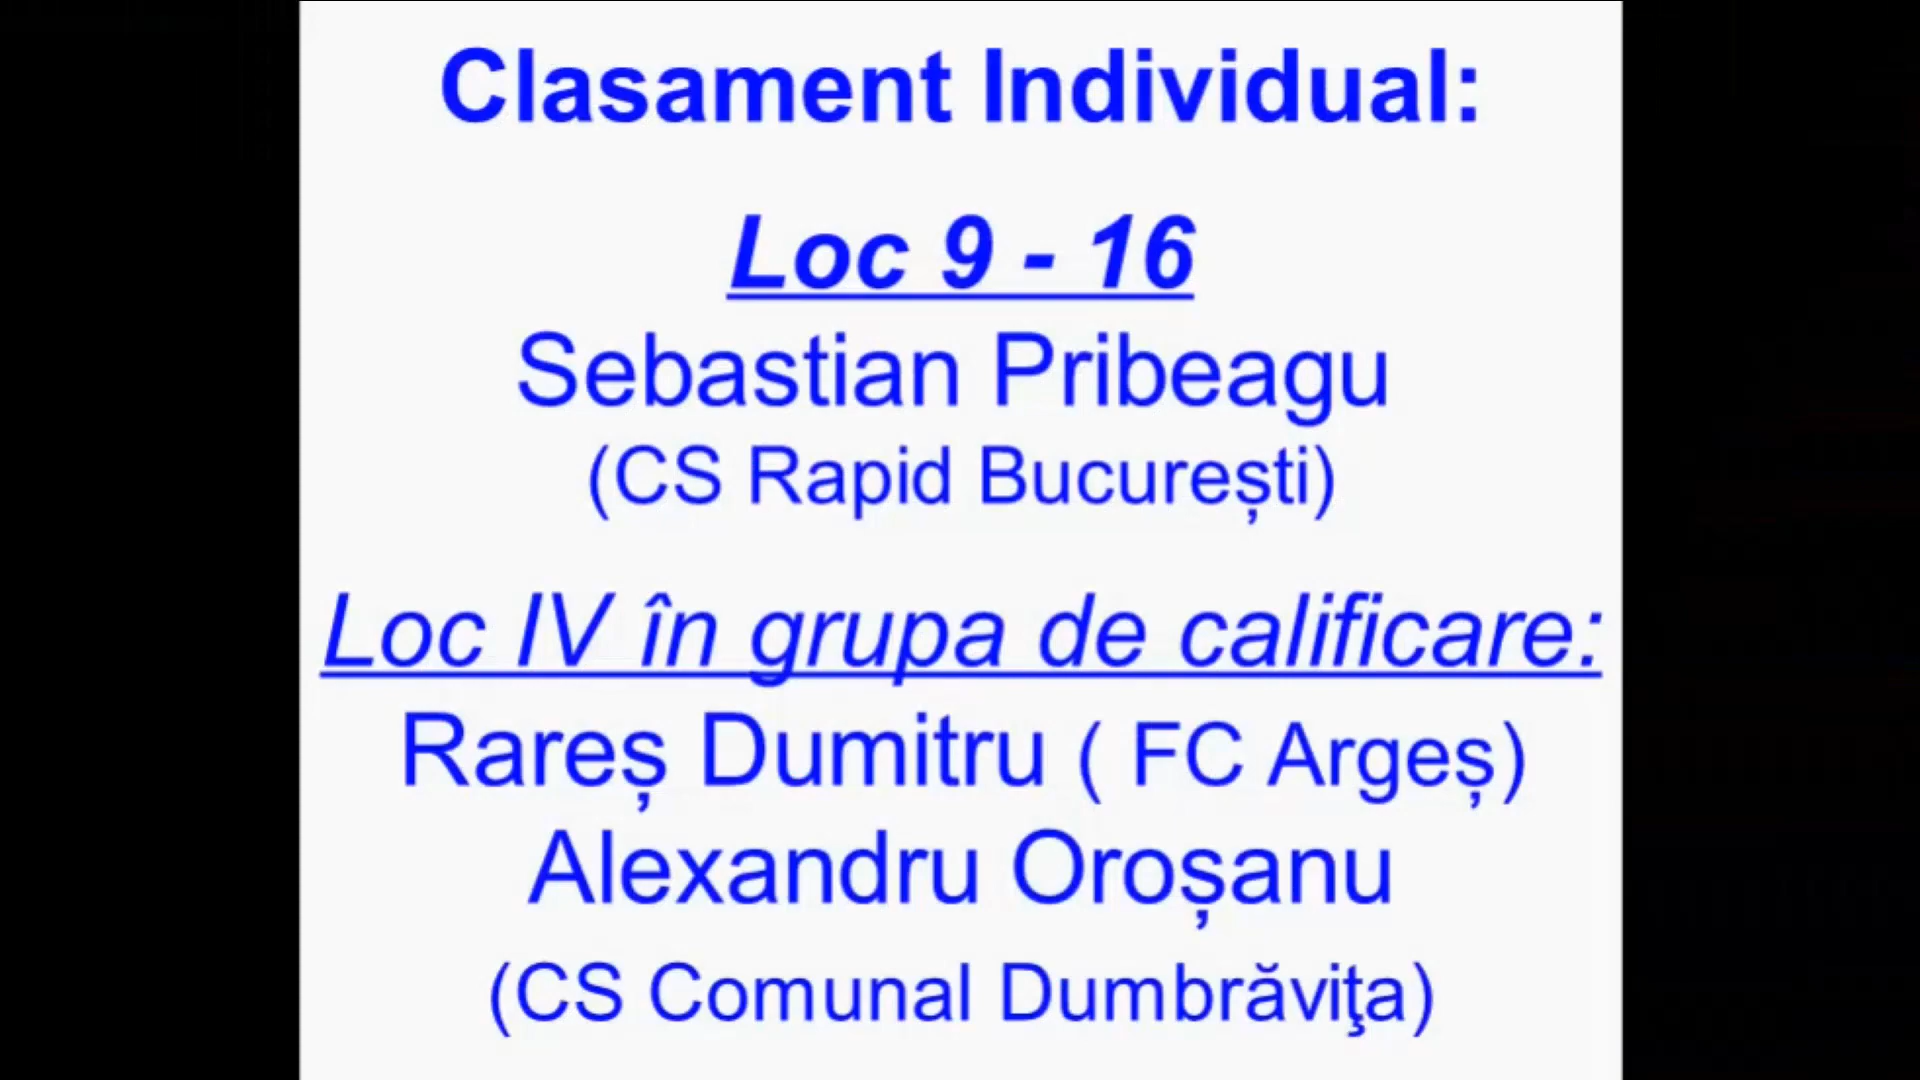 Clasament Individual:
Loc 9 - 16
Sebastian Pribeagu
(CS Rapid București)
Loc IV în grupa de calificare:
Rareș Dumitru ( FC Argeș)
Alexandru Oroșanu
(CS Comunal Dumbrăviţa)